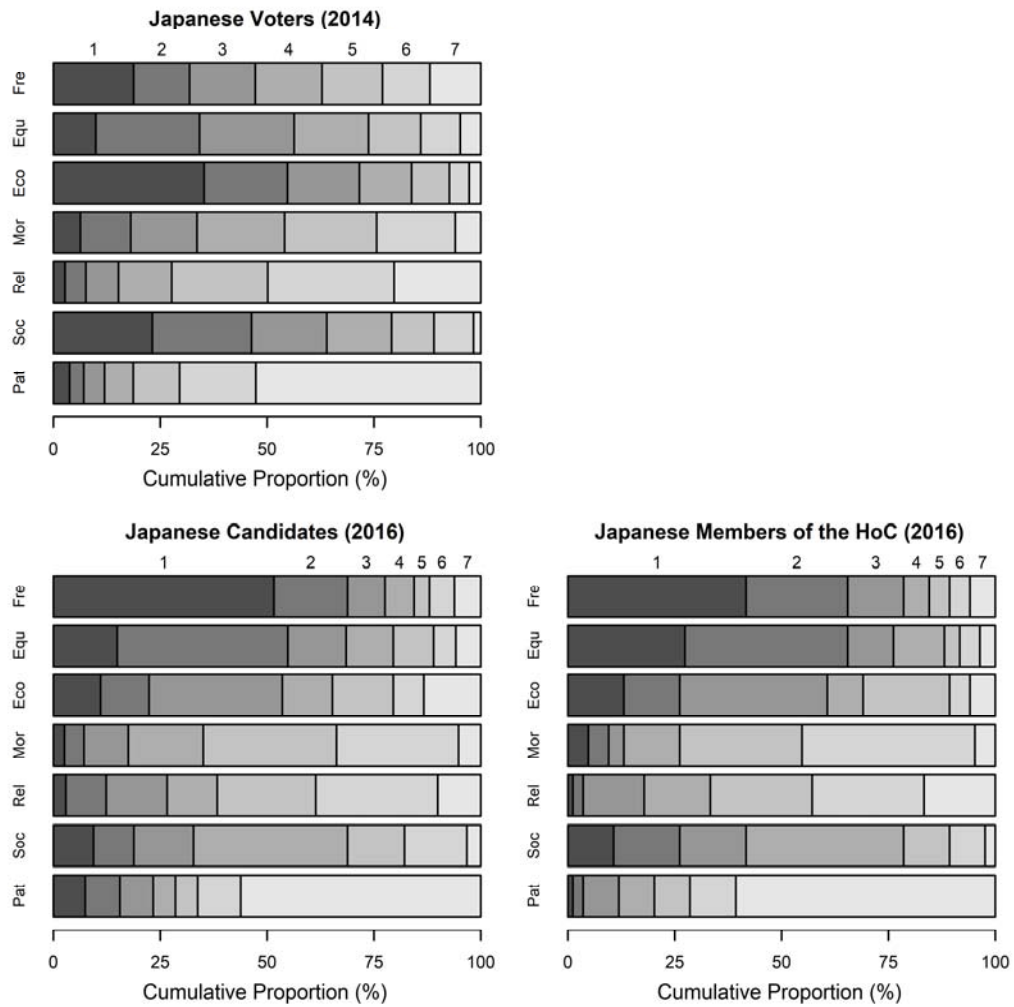 Japanese Voters (2014)
1 2 3 4 5 6 7
Fre
Equ
Eco
Mor
Rel
Soc
Pat
0 25 50 75 100
Cumulative Proportion (%)
Japanese Candidates (2016)
1 2 3 4 5 6 7
Fre
Equ
Eco
Mor
Rel
Soc
Pat
0 25 50 75 100
Cumulative Proportion (%)
Japanese Members of the HoC (2016)
1 2 3 4 5 6 7
Fre
Equ
Eco
Mor
Rel
Soc
Pat
0 25 50 75 100
Cumulative Proportion (%)